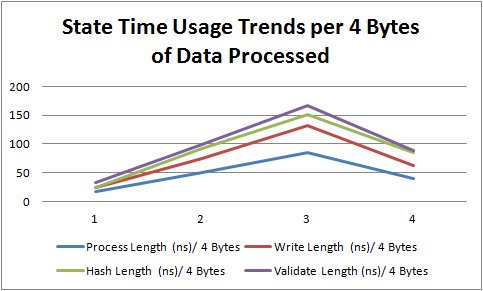 State Time Usage Trends per 4 Bytes
of Data Processed
200
150
100
50
0
1 2 3 4
Process Length (ns)/ 4 Bytes Write Length (ns)/ 4 Bytes
Hash Length (ns)/ 4 Bytes Validate Length (ns)/ 4 Bytes